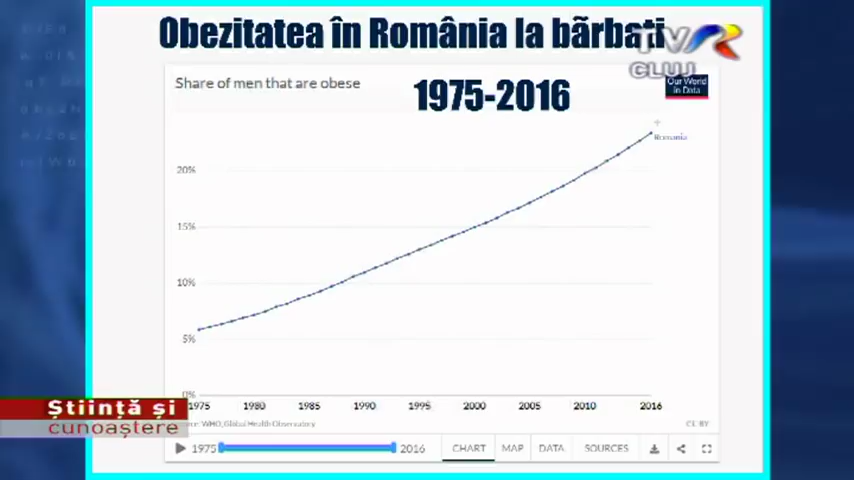 Obezitatea în România la bãrbați
TVR
CLUJ
Share of men that are obese
1975-2016
Our World
in Data
Romania
20%
15%
10%
5%
0%
1975 1980 1985 1990 1995 2000 2005 2010 2016
WHO, Global Health Observatory
CC BY
Știință și
cunoaștere
1975 2016 CHART MAP DATA SOURCES